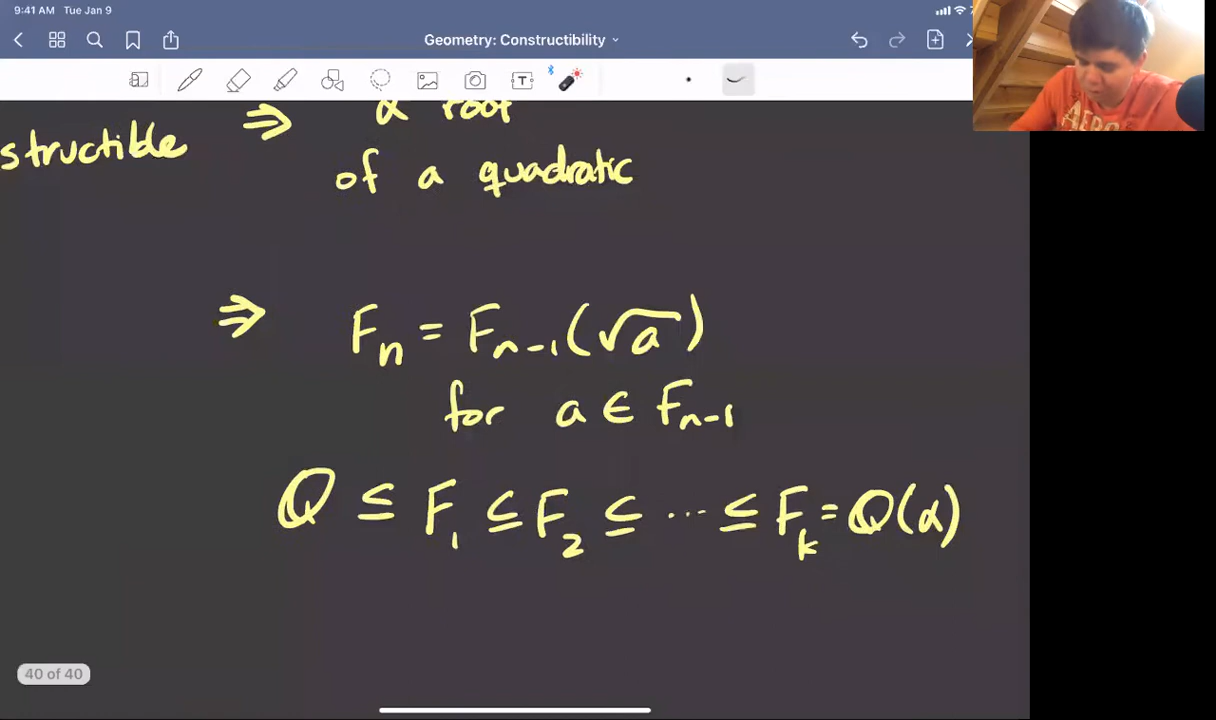 9:41 AM Tue Jan 9
Geometry: Constructibility
α root
structible ⇒
of a quadratic
⇒ Fₙ = Fₙ₋₁(√a)
for a ∈ Fₙ₋₁
ℚ ≤ F₁ ≤ F₂ ≤ ⋯ ≤ Fₖ = ℚ(α)
40 of 40